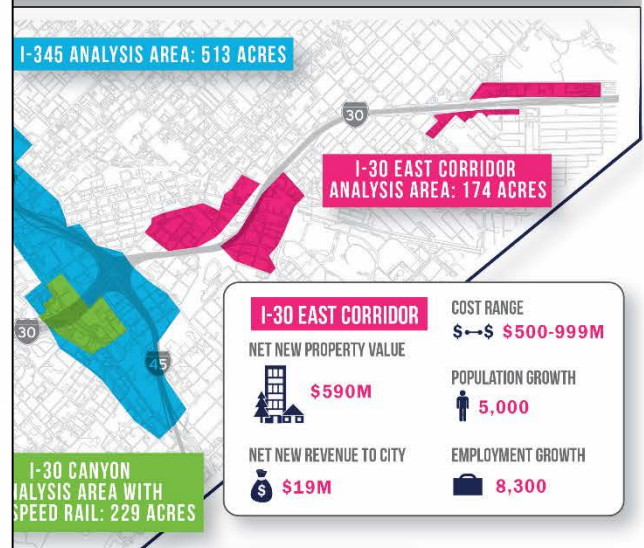 I-345 ANALYSIS AREA: 513 ACRES
30
I-30 EAST CORRIDOR
ANALYSIS AREA: 174 ACRES
30
45
I-30 CANYON
NALYSIS AREA WITH
SPEED RAIL: 229 ACRES
I-30 EAST CORRIDOR
NET NEW PROPERTY VALUE
$590M
NET NEW REVENUE TO CITY
$
$19M
COST RANGE
$–$ $500-999M
POPULATION GROWTH
5,000
EMPLOYMENT GROWTH
8,300